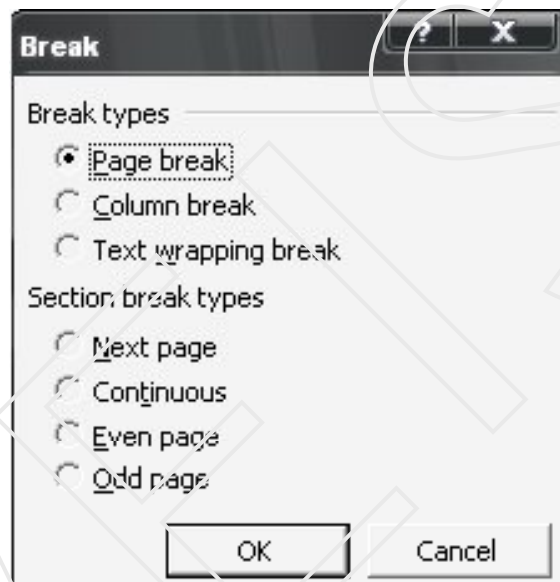 Break
? X
Break types
Page break
Column break
Text wrapping break
Section break types
Next page
Continuous
Even page
Odd page
OK Cancel